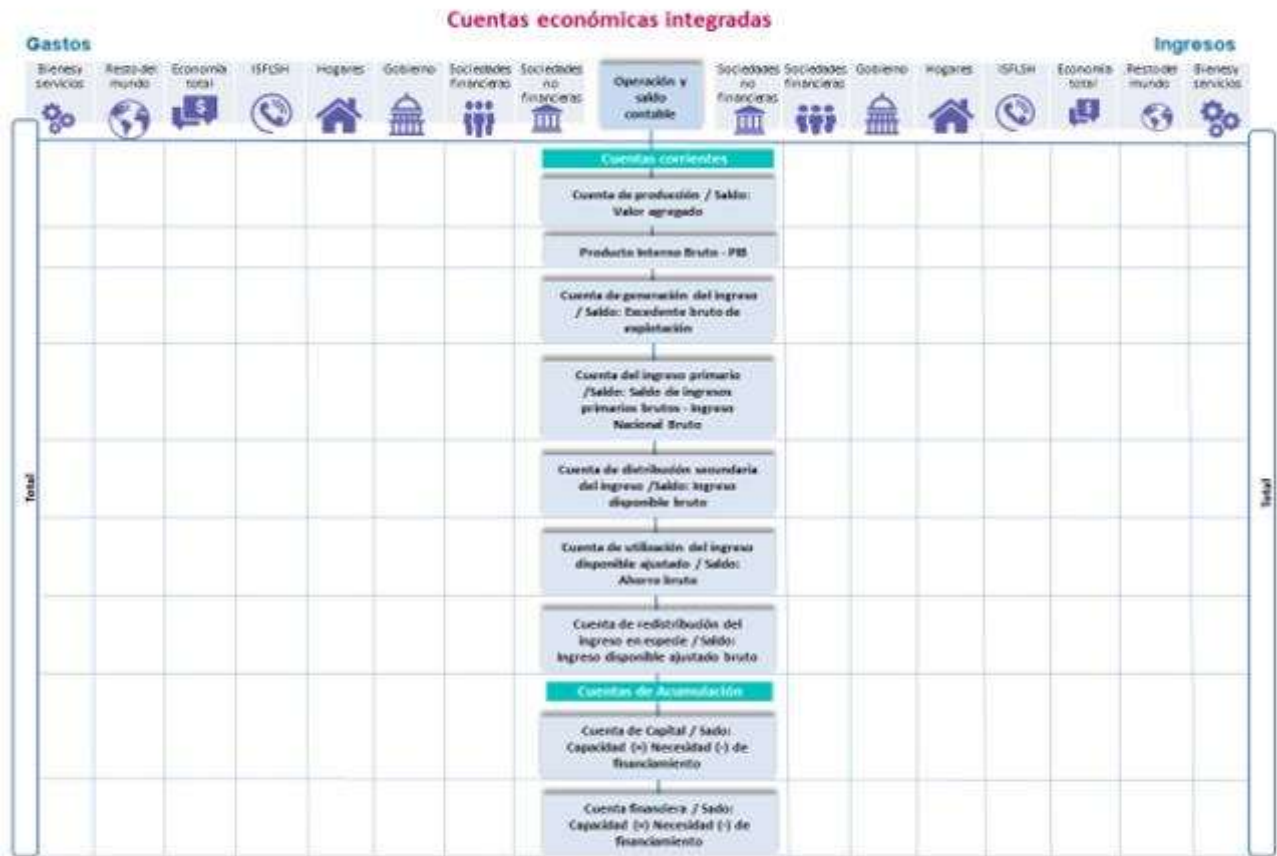 Cuentas económicas integradas
Gastos
Ingresos
Bienes y
servicios
Resto del
mundo
Economía
total
ISFLSH
Hogares
Gobierno
Sociedades
financieras
Sociedades
no
financieras
Operación y
saldo
contable
Sociedades
no
financieras
Sociedades
financieras
Gobierno
Hogares
ISFLSH
Economía
total
Resto del
mundo
Bienes y
servicios
Cuentas corrientes
Cuenta de producción / Saldo:
Valor agregado
Producto Interno Bruto - PIB
Cuenta de generación del ingreso
/ Saldo: Excedente bruto de
explotación
Cuenta del ingreso primario
/Saldo: Saldo de ingresos
primarios brutos - Ingreso
Nacional Bruto
Cuenta de distribución secundaria
del ingreso /Saldo: Ingreso
disponible bruto
Cuenta de utilización del ingreso
disponible ajustado / Saldo:
Ahorro bruto
Cuenta de redistribución del
ingreso en especie / Saldo:
Ingreso disponible ajustado bruto
Cuentas de Acumulación
Cuenta de Capital / Sado:
Capacidad (+) Necesidad (-) de
financiamiento
Cuenta financiera / Sado:
Capacidad (+) Necesidad (-) de
financiamiento
Total
Total